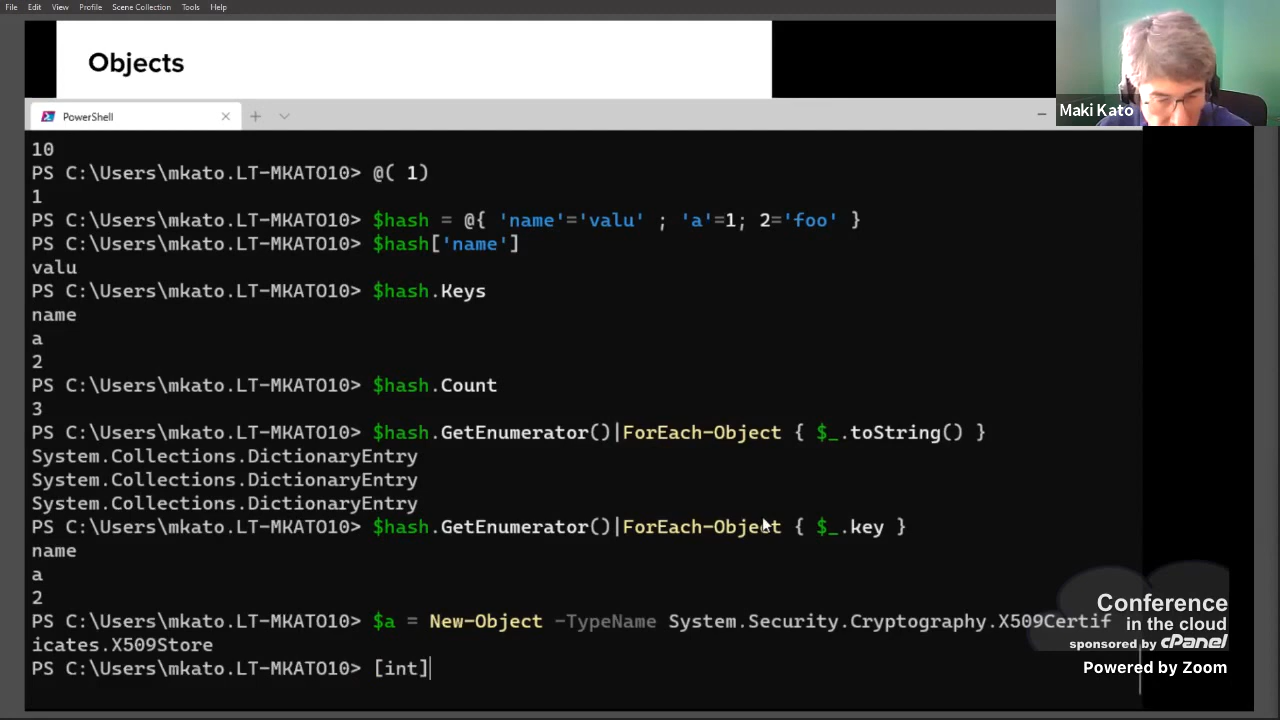 File Edit View Profile Scene Collection Tools Help
Objects
Maki Kato
PowerShell
10
PS C:\Users\mkato.LT-MKATO10> @( 1)
1
PS C:\Users\mkato.LT-MKATO10> $hash = @{ 'name'='valu' ; 'a'=1; 2='foo' }
PS C:\Users\mkato.LT-MKATO10> $hash['name']
valu
PS C:\Users\mkato.LT-MKATO10> $hash.Keys
name
a
2
PS C:\Users\mkato.LT-MKATO10> $hash.Count
3
PS C:\Users\mkato.LT-MKATO10> $hash.GetEnumerator()|ForEach-Object { $_.toString() }
System.Collections.DictionaryEntry
System.Collections.DictionaryEntry
System.Collections.DictionaryEntry
PS C:\Users\mkato.LT-MKATO10> $hash.GetEnumerator()|ForEach-Object { $_.key }
name
a
2
PS C:\Users\mkato.LT-MKATO10> $a = New-Object -TypeName System.Security.Cryptography.X509Certif
icates.X509Store
PS C:\Users\mkato.LT-MKATO10> [int]
Conference
in the cloud
sponsored by cPanel
Powered by Zoom